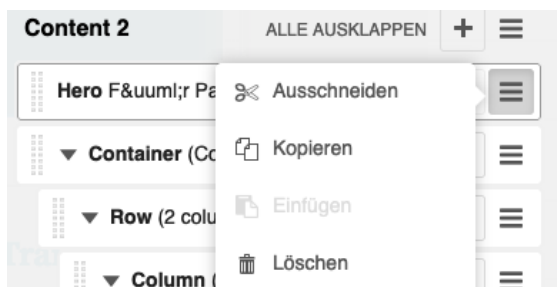 Content 2 ALLE AUSKLAPPEN
Hero F&uuml;r Pa
Ausschneiden
Container (Co
Kopieren
Row (2 colu
Einfügen
Column (
Löschen